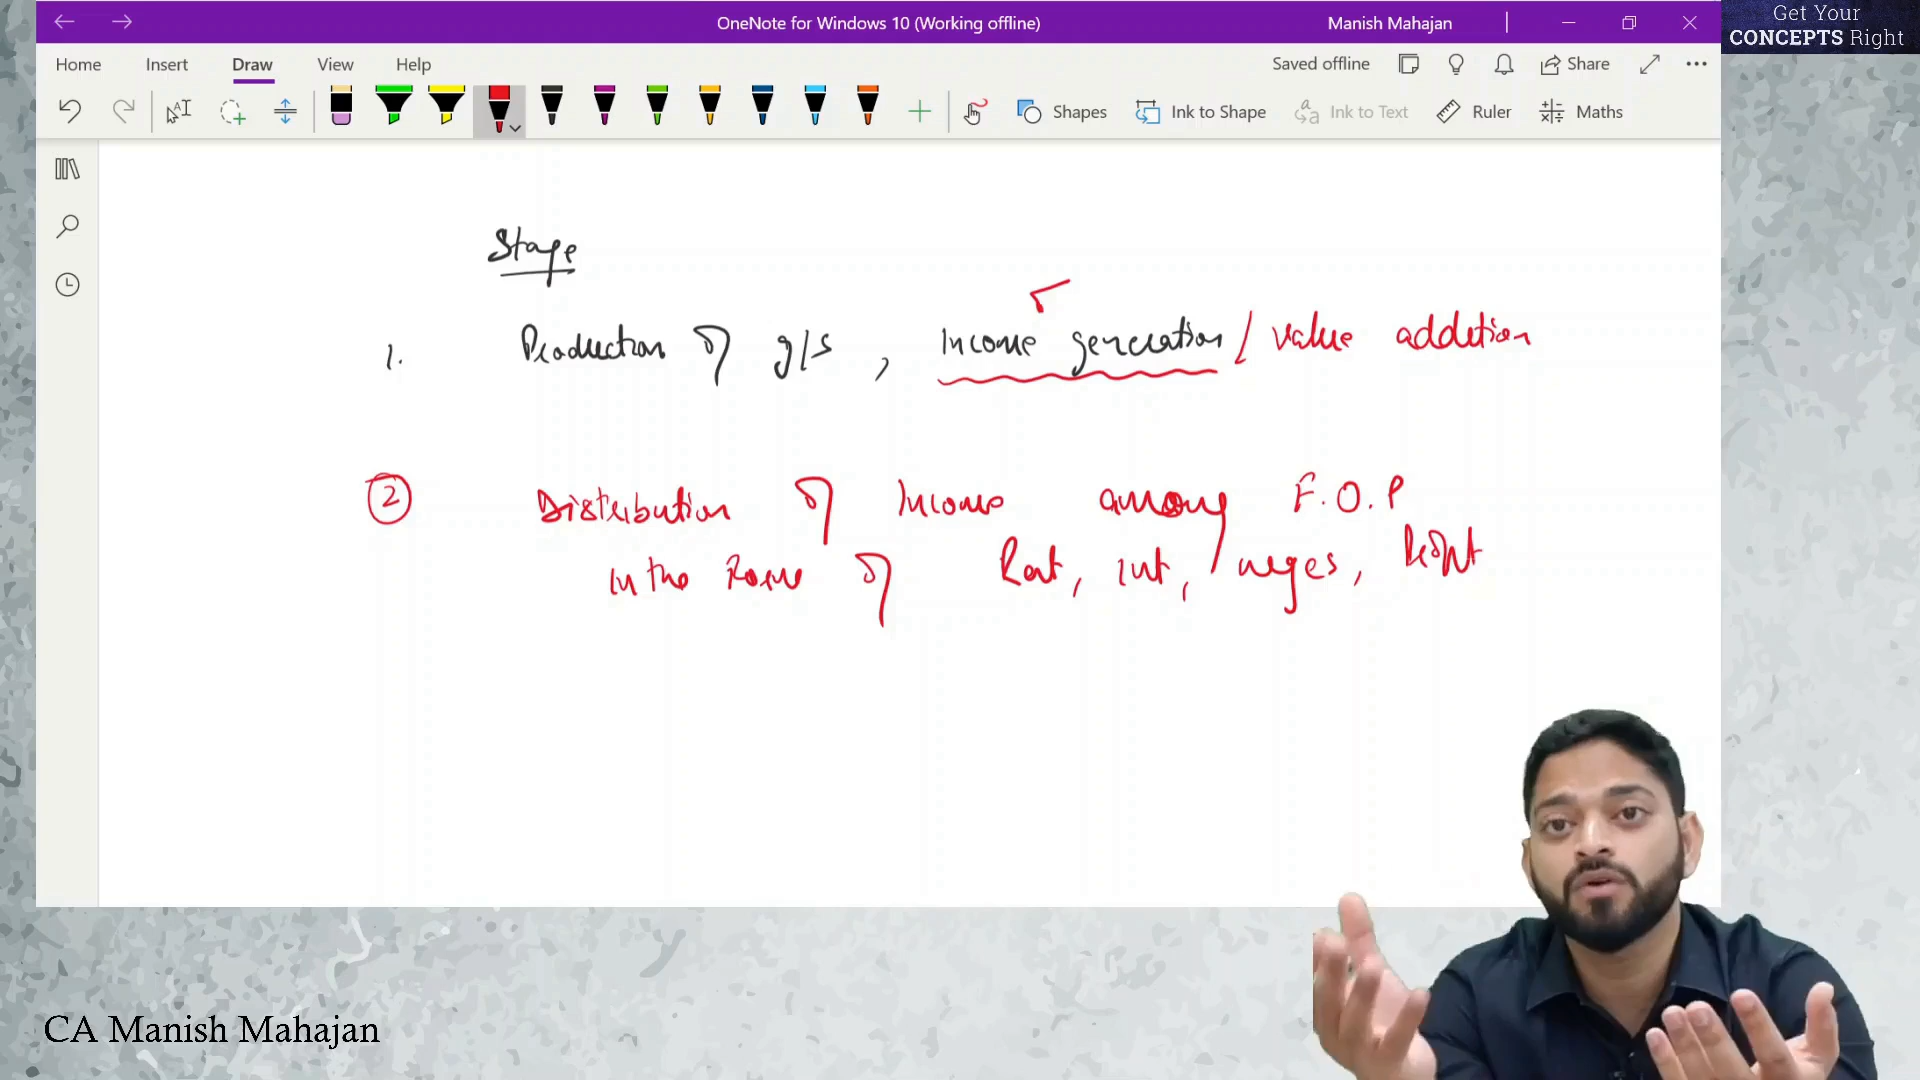 OneNote for Windows 10 (Working offline)
Manish Mahajan
Get Your
CONCEPTS Right
Home Insert Draw View Help
Saved offline
Share
Shapes Ink to Shape Ink to Text Ruler Maths
Stage
1. Production of g/s , Income generation / value addition
2 Distribution of Income among F.O.P
In the Form of Rent, Int, wages, Profit
CA Manish Mahajan